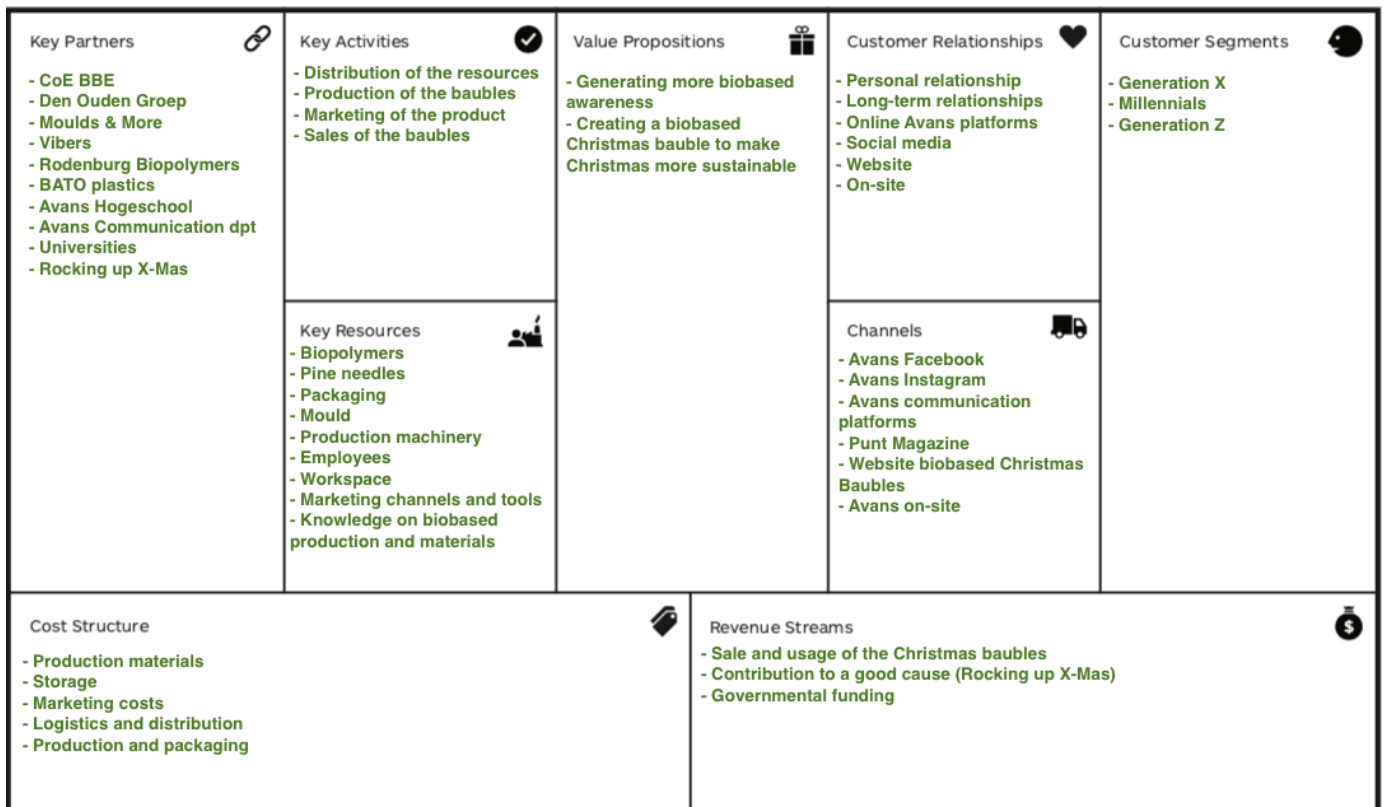 Key Partners
- CoE BBE
- Den Ouden Groep
- Moulds & More
- Vibers
- Rodenburg Biopolymers
- BATO plastics
- Avans Hogeschool
- Avans Communication dpt
- Universities
- Rocking up X-Mas
Key Activities
- Distribution of the resources
- Production of the baubles
- Marketing of the product
- Sales of the baubles
Key Resources
- Biopolymers
- Pine needles
- Packaging
- Mould
- Production machinery
- Employees
- Workspace
- Marketing channels and tools
- Knowledge on biobased
production and materials
Value Propositions
- Generating more biobased
awareness
- Creating a biobased
Christmas bauble to make
Christmas more sustainable
Customer Relationships
- Personal relationship
- Long-term relationships
- Online Avans platforms
- Social media
- Website
- On-site
Channels
- Avans Facebook
- Avans Instagram
- Avans communication
platforms
- Punt Magazine
- Website biobased Christmas
Baubles
- Avans on-site
Customer Segments
- Generation X
- Millennials
- Generation Z
Cost Structure
- Production materials
- Storage
- Marketing costs
- Logistics and distribution
- Production and packaging
Revenue Streams
$
- Sale and usage of the Christmas baubles
- Contribution to a good cause (Rocking up X-Mas)
- Governmental funding